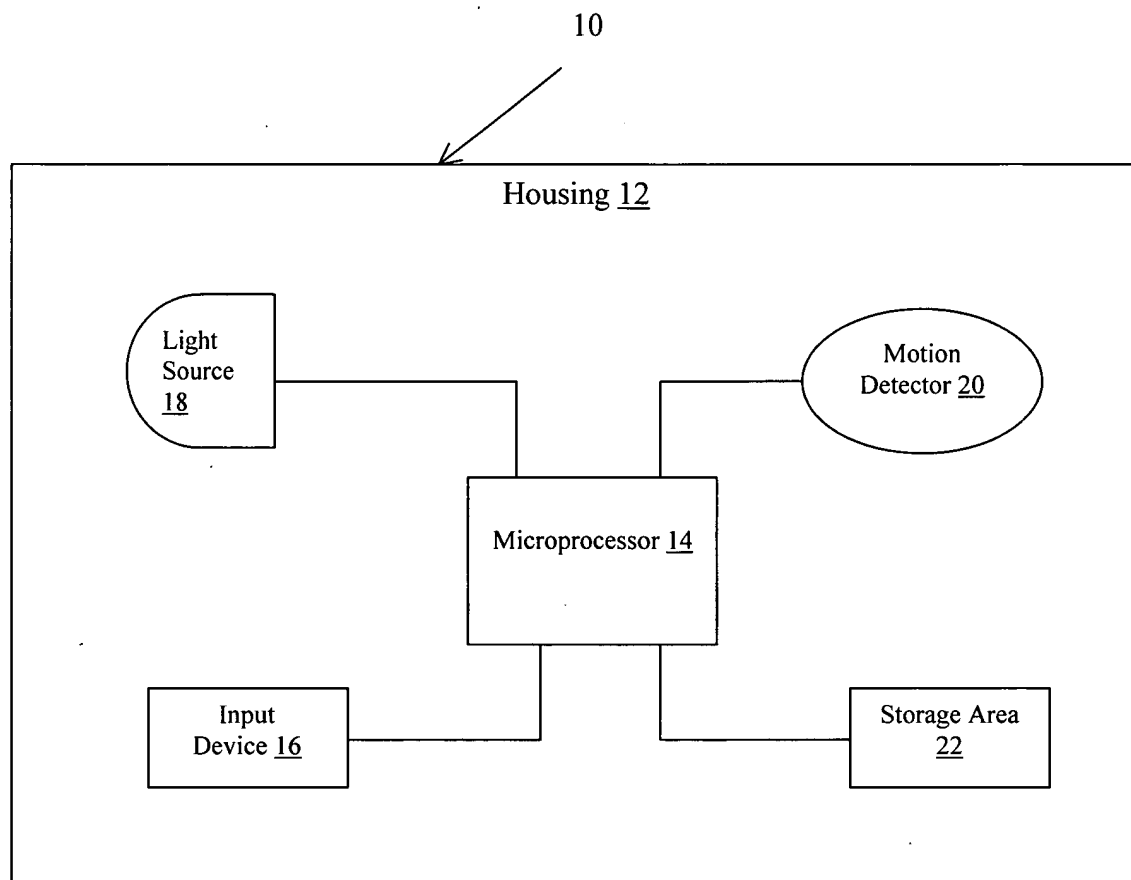 10
Housing 12
Light
Source
18
Motion
Detector 20
Microprocessor 14
Input
Device 16
Storage Area
22